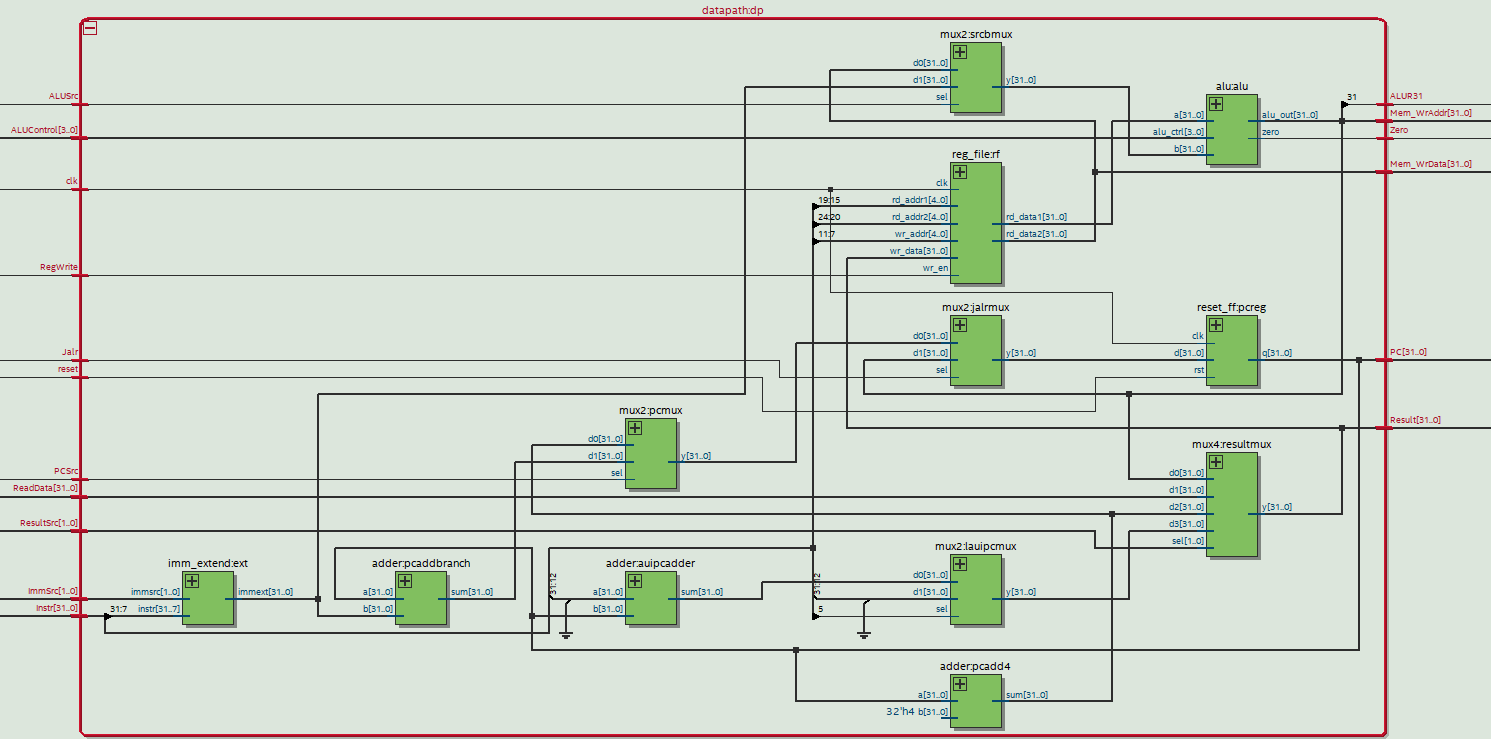 datapath:dp
mux2:srcbmux
d0[31..0]
d1[31..0]
y[31..0]
sel
ALUSrc
alu:alu
31
ALUR31
a[31..0]
alu_out[31..0]
Mem_WrAddr[31..0]
ALUControl[3..0]
alu_ctrl[3..0]
zero
Zero
b[31..0]
reg_file:rf
Mem_WrData[31..0]
clk
clk
19:15
rd_addr1[4..0]
24:20
rd_addr2[4..0]
rd_data1[31..0]
11:7
wr_addr[4..0]
rd_data2[31..0]
wr_data[31..0]
RegWrite
wr_en
mux2:jalrmux
reset_ff:pcreg
d0[31..0]
clk
Jalr
d1[31..0]
y[31..0]
d[31..0]
q[31..0]
PC[31..0]
reset
sel
rst
mux2:pcmux
Result[31..0]
d0[31..0]
mux4:resultmux
d1[31..0]
y[31..0]
PCSrc
sel
d0[31..0]
ReadData[31..0]
d1[31..0]
d2[31..0]
y[31..0]
ResultSrc[1..0]
d3[31..0]
sel[1..0]
imm_extend:ext
adder:pcaddbranch
adder:auipcadder
mux2:lauipcmux
d0[31..0]
ImmSrc[1..0]
immsrc[1..0]
immext[31..0]
a[31..0]
sum[31..0]
31:12
a[31..0]
sum[31..0]
31:12
d1[31..0]
y[31..0]
Instr[31..0]
31:7
instr[31..7]
b[31..0]
b[31..0]
5
sel
adder:pcadd4
a[31..0]
sum[31..0]
32'h4 b[31..0]